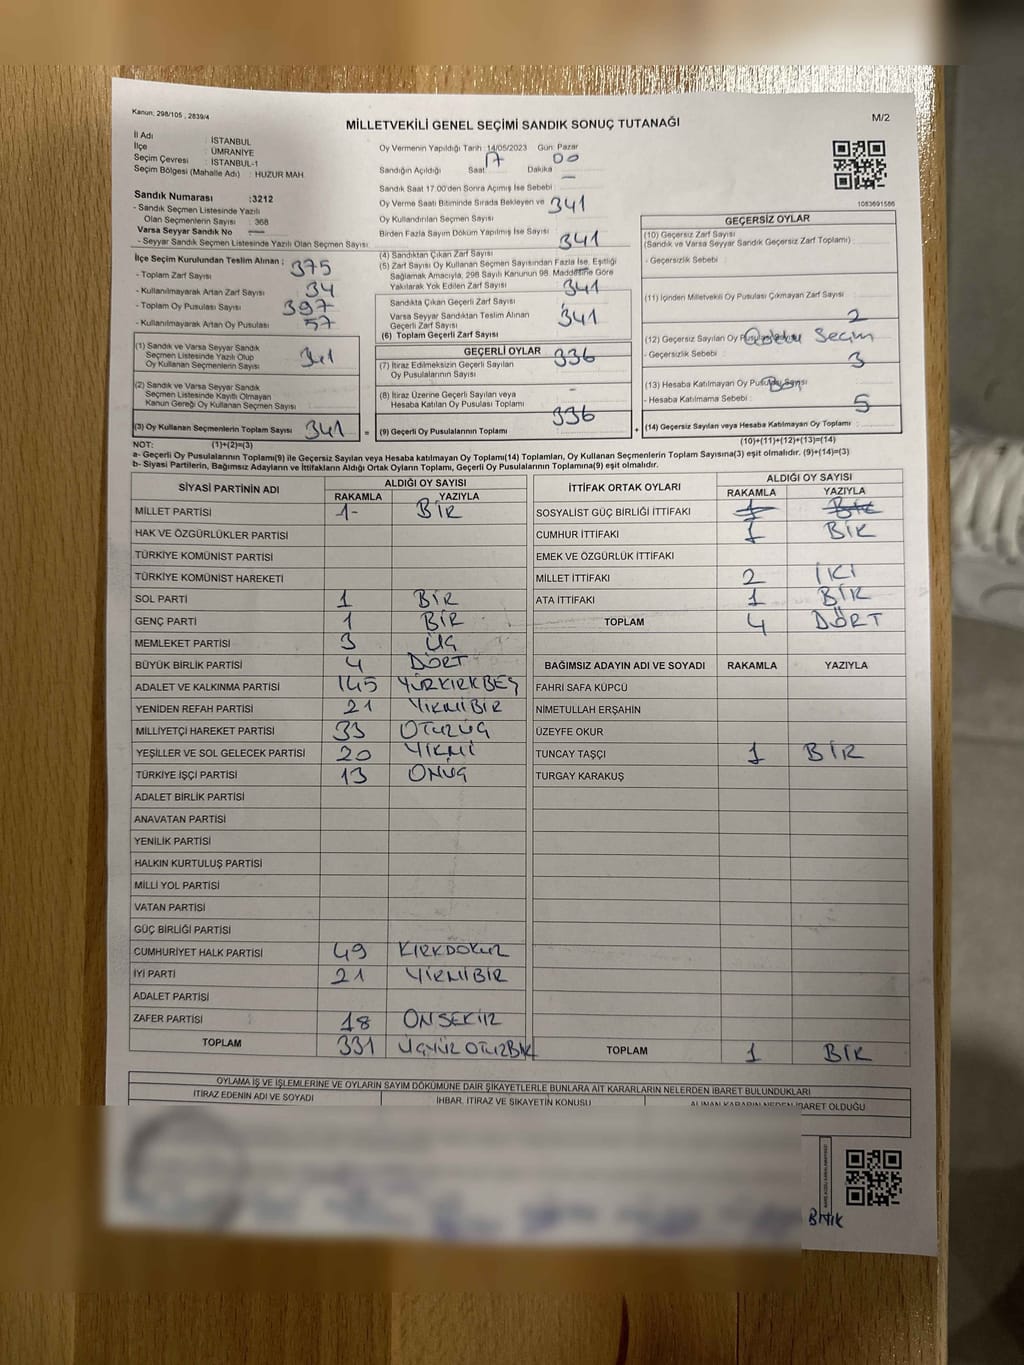 Kanun: 298/105 , 2839/4
MİLLETVEKİLİ GENEL SEÇİMİ SANDIK SONUÇ TUTANAĞI
M/2
İl Adı : İSTANBUL
İlçe : ÜMRANİYE
Seçim Çevresi : İSTANBUL-1
Seçim Bölgesi (Mahalle Adı) : HUZUR MAH.
Oy Vermenin Yapıldığı Tarih :14/05/2023 Gün: Pazar
Sandığın Açıldığı Saat 17 Dakika 00
Sandık Saat 17.00'den Sonra Açımış İse Sebebi : —
Oy Verme Saati Bitiminde Sırada Bekleyen ve
Oy Kullandırılan Seçmen Sayısı 341
Birden Fazla Sayım Döküm Yapılmış İse Sayısı :
1083691586
Sandık Numarası :3212
- Sandık Seçmen Listesinde Yazılı
Olan Seçmenlerin Sayısı : 368
Varsa Seyyar Sandık No —
- Seyyar Sandık Seçmen Listesinde Yazılı Olan Seçmen Sayısı:
İlçe Seçim Kurulundan Teslim Alınan ;
- Toplam Zarf Sayısı 375
- Kullanılmayarak Artan Zarf Sayısı 34
- Toplam Oy Pusulası Sayısı 397
- Kullanılmayarak Artan Oy Pusulası 57
(1) Sandık ve Varsa Seyyar Sandık
Seçmen Listesinde Yazılı Olup
Oy Kullanan Seçmenlerin Sayısı 341
(2) Sandık ve Varsa Seyyar Sandık
Seçmen Listesinde Kayıtlı Olmayan
Kanun Gereği Oy Kullanan Seçmen Sayısı :
(3) Oy Kullanan Seçmenlerin Toplam Sayısı 341 =
(4) Sandıktan Çıkan Zarf Sayısı 341
(5) Zarf Sayısı Oy Kullanan Seçmen Sayısından Fazla İse, Eşitliği
Sağlamak Amacıyla, 298 Sayılı Kanunun 98. Maddetine Göre
Yakılarak Yok Edilen Zarf Sayısı : 341
Sandıkta Çıkan Geçerli Zarf Sayısı
Varsa Seyyar Sandıktan Teslim Alınan
Geçerli Zarf Sayısı 341
(6) Toplam Geçerli Zarf Sayısı
GEÇERLİ OYLAR
(7) İtiraz Edilmeksizin Geçerli Sayılan
Oy Pusulalarının Sayısı 336
(8) İtiraz Üzerine Geçerli Sayılan veya
Hesaba Katılan Oy Pusulası Toplamı -
(9) Geçerli Oy Pusulalarının Toplamı 336 +
GEÇERSİZ OYLAR
(10) Geçersiz Zarf Sayısı
(Sandık ve Varsa Seyyar Sandık Geçersiz Zarf Toplamı) :
- Geçersizlik Sebebi :
(11) İçinden Milletvekili Oy Pusulası Çıkmayan Zarf Sayısı
2
(12) Geçersiz Sayılan Oy Seçim
- Geçersizlik Sebebi : 3
(13) Hesaba Katılmayan Oy Pusulası Sayısı
- Hesaba Katılmama Sebebi : 5
(14) Geçersiz Sayılan veya Hesaba Katılmayan Oy Toplamı :
NOT: (1)+(2)=(3) (10)+(11)+(12)+(13)=(14)
a- Geçerli Oy Pusulalarının Toplamı(9) ile Geçersiz Sayılan veya Hesaba katılmayan oy Toplamı(14) Toplamları, Oy Kullanan Seçmenlerin Toplam Sayısına(3) eşit olmalıdır. (9)+(14)=(3)
b- Siyasi Partilerin, Bağımsız Adayların ve İttifakların Aldığı Ortak Oyların Toplamı, Geçerli Oy Pusulalarının Toplamına(9) eşit olmalıdır.
SİYASİ PARTİNİN ADI ALDIĞI OY SAYISI
RAKAMLA YAZIYLA
MİLLET PARTİSİ 1- BİR
HAK VE ÖZGÜRLÜKLER PARTİSİ
TÜRKİYE KOMÜNİST PARTİSİ
TÜRKİYE KOMÜNİST HAREKETİ
SOL PARTİ 1 BİR
GENÇ PARTİ 1 BİR
MEMLEKET PARTİSİ 3 ÜÇ
BÜYÜK BİRLİK PARTİSİ 4 DÖRT
ADALET VE KALKINMA PARTİSİ 145 YÜZKIRKBEŞ
YENİDEN REFAH PARTİSİ 21 YİRMİBİR
MİLLİYETÇİ HAREKET PARTİSİ 33 OTUZÜÇ
YEŞİLLER VE SOL GELECEK PARTİSİ 20 YİRMİ
TÜRKİYE İŞÇİ PARTİSİ 13 ONÜÇ
ADALET BİRLİK PARTİSİ
ANAVATAN PARTİSİ
YENİLİK PARTİSİ
HALKIN KURTULUŞ PARTİSİ
MİLLİ YOL PARTİSİ
VATAN PARTİSİ
GÜÇ BİRLİĞİ PARTİSİ
CUMHURİYET HALK PARTİSİ 49 KIRKDOKUZ
İYİ PARTİ 21 YİRMİBİR
ADALET PARTİSİ
ZAFER PARTİSİ 18 ONSEKİZ
TOPLAM 331 ÜÇYÜZ OTUZBİR
İTTİFAK ORTAK OYLARI ALDIĞI OY SAYISI
RAKAMLA YAZIYLA
SOSYALIST GÜÇ BİRLİĞİ İTTİFAKI 1 BİR
CUMHUR İTTİFAKI 1 BİR
EMEK VE ÖZGÜRLÜK İTTİFAKI
MİLLET İTTİFAKI 2 İKİ
ATA İTTİFAKI 1 BİR
TOPLAM 4 DÖRT
BAĞIMSIZ ADAYIN ADI VE SOYADI RAKAMLA YAZIYLA
FAHRİ SAFA KÜPCÜ
NİMETULLAH ERŞAHİN
ÜZEYFE OKUR
TUNCAY TAŞÇI 1 BİR
TURGAY KARAKUŞ
TOPLAM 1 BİR
OYLAMA İŞ VE İŞLEMLERİNE VE OYLARIN SAYIM DÖKÜMÜNE DAİR ŞİKAYETLERLE BUNLARA AİT KARARLARIN NELERDEN İBARET BULUNDUKLARI
İTİRAZ EDENİN ADI VE SOYADI İHBAR, İTİRAZ VE ŞİKAYETİN KONUSU ALINAN KARARIN NEDEN İBARET OLDUĞU